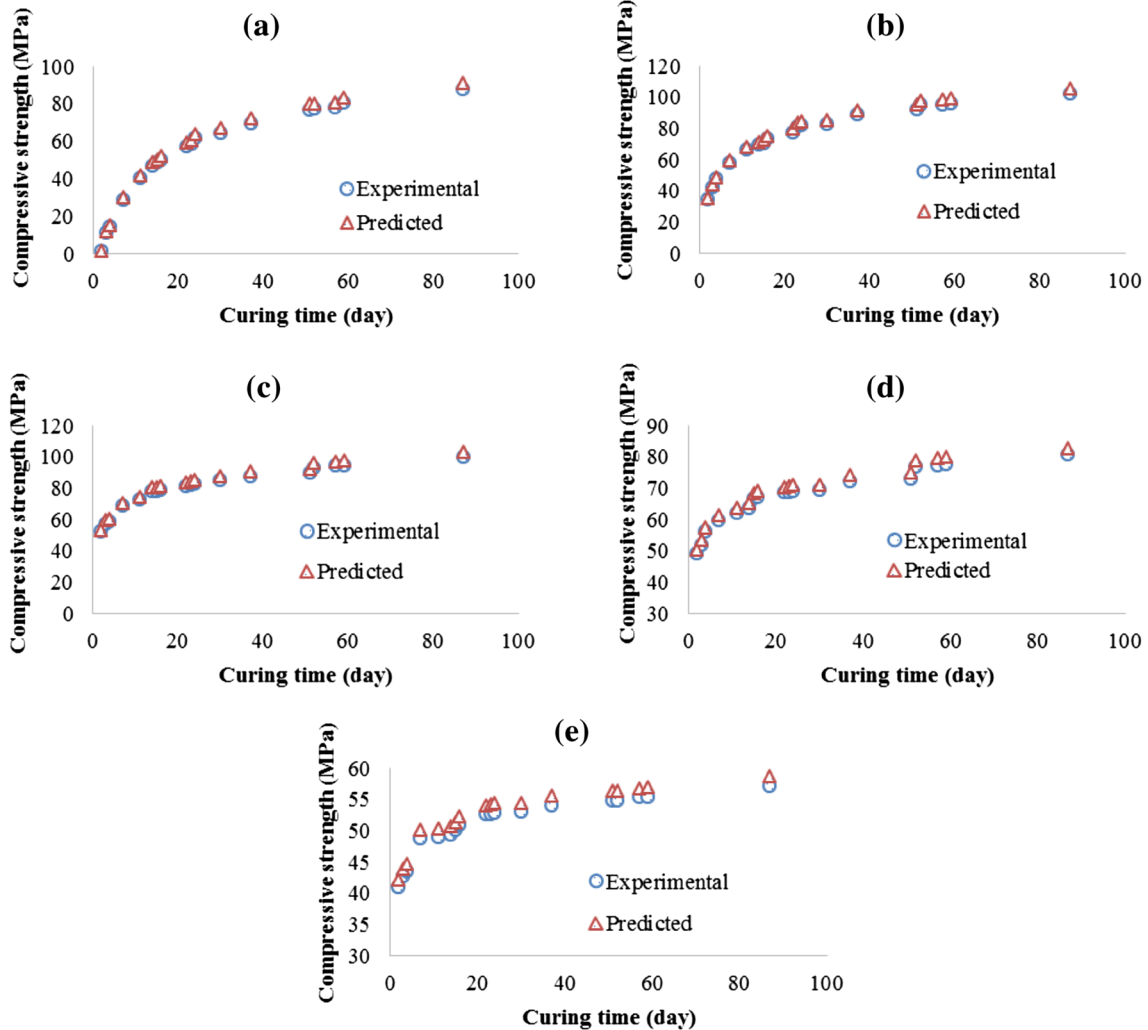 (a)
Compressive strength (MPa)
100
80
60
40
20
0
Experimental
Predicted
0 20 40 60 80 100
Curing time (day)
(b)
Compressive strength (MPa)
120
100
80
60
40
20
0
Experimental
Predicted
0 20 40 60 80 100
Curing time (day)
(c)
Compressive strength (MPa)
120
100
80
60
40
20
0
Experimental
Predicted
0 20 40 60 80 100
Curing time (day)
(d)
Compressive strength (MPa)
90
80
70
60
50
40
30
Experimental
Predicted
0 20 40 60 80 100
Curing time (day)
(e)
Compressive strength (MPa)
60
55
50
45
40
35
30
Experimental
Predicted
0 20 40 60 80 100
Curing time (day)